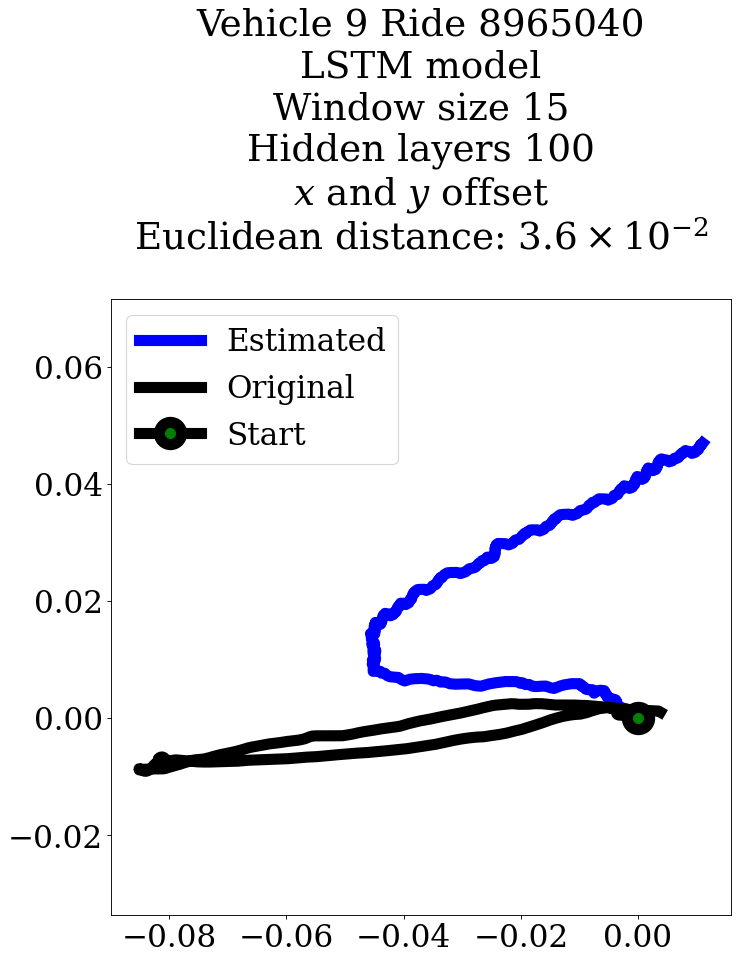 Vehicle 9 Ride 8965040
LSTM model
Window size 15
Hidden layers 100
x and y offset
Euclidean distance: 3.6 × 10⁻²
Estimated
Original
Start
0.06
0.04
0.02
0.00
−0.02
−0.08 −0.06 −0.04 −0.02 0.00